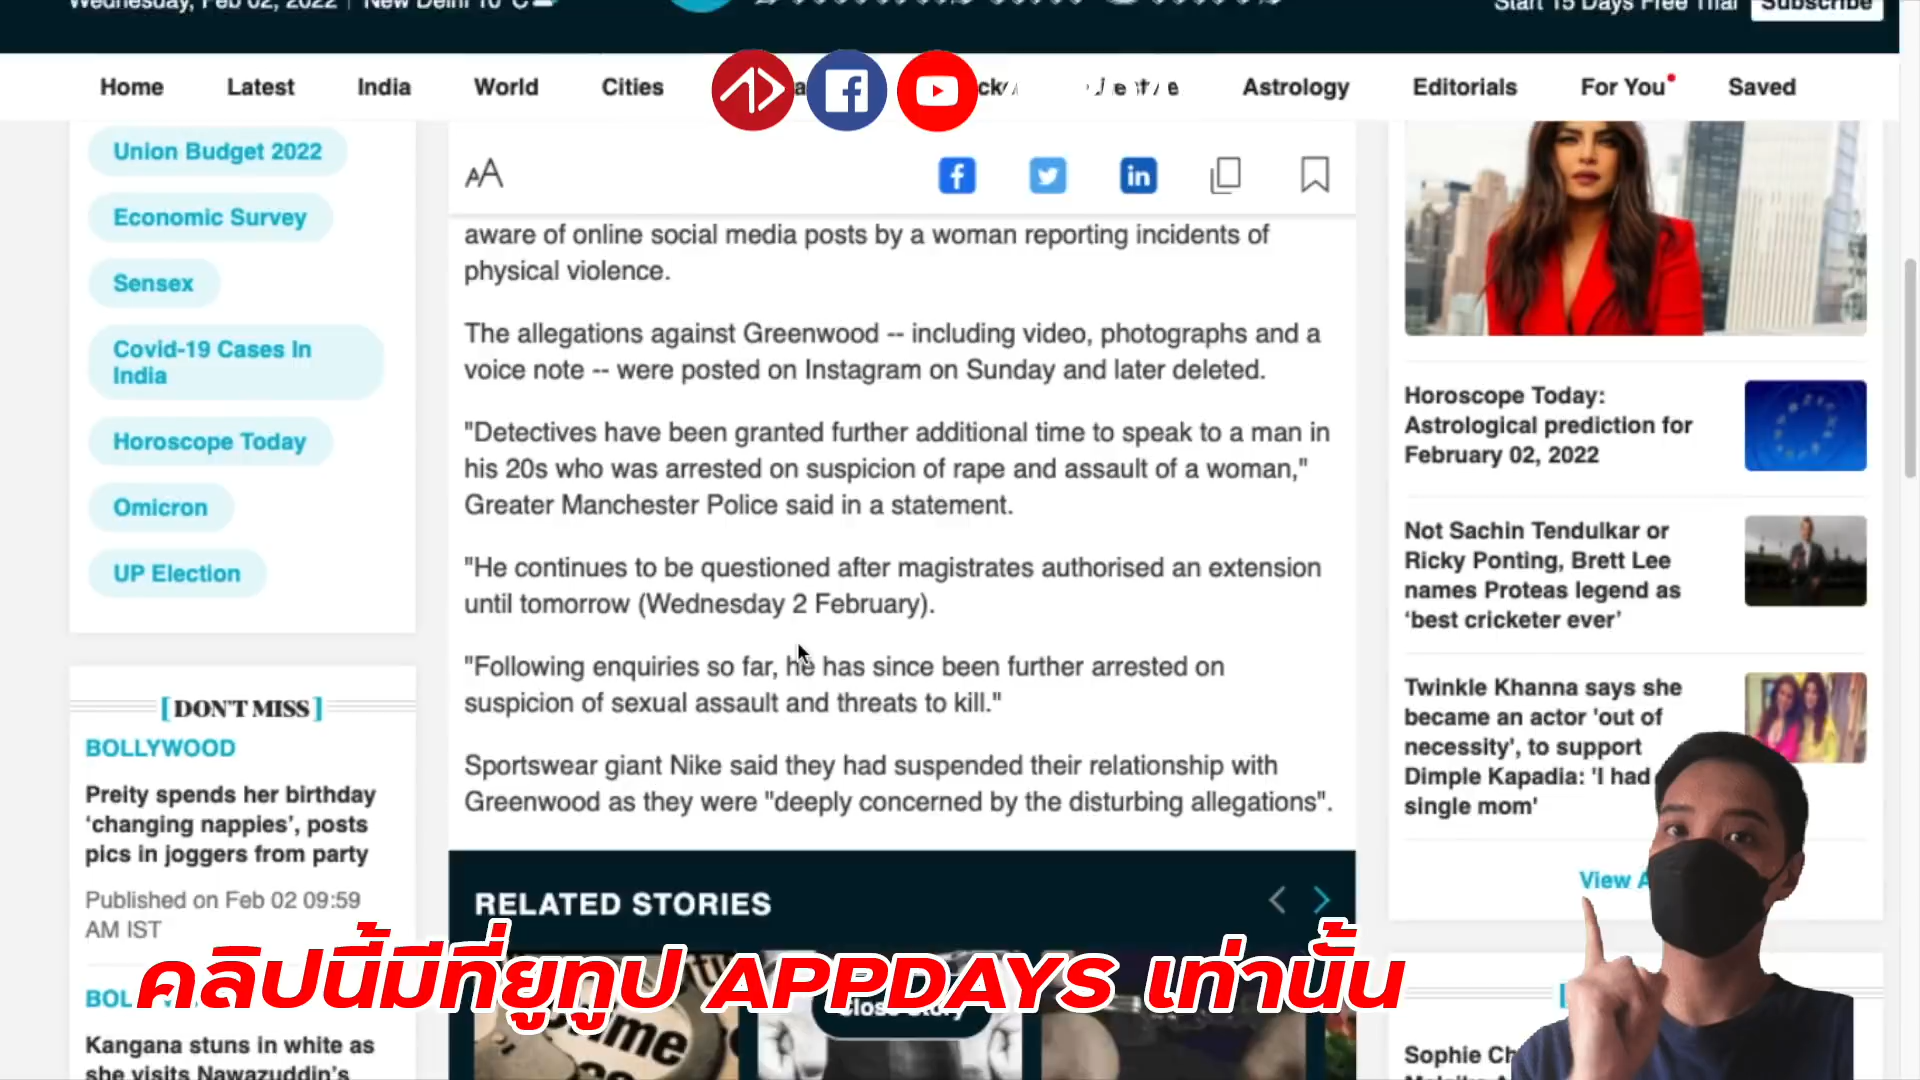 Wednesday, Feb 02, 2022 | New Delhi 10°C
Start 15 Days Free Trial
Subscribe
Home
Latest
India
World
Cities
Astrology
Editorials
For You
Saved
Union Budget 2022
Economic Survey
Sensex
Covid-19 Cases In
India
Horoscope Today
Omicron
UP Election
[DON'T MISS]
BOLLYWOOD
Preity spends her birthday
‘changing nappies’, posts
pics in joggers from party
Published on Feb 02 09:59
AM IST
Kangana stuns in white as
she visits Nawazuddin's
AA
aware of online social media posts by a woman reporting incidents of
physical violence.
The allegations against Greenwood -- including video, photographs and a
voice note -- were posted on Instagram on Sunday and later deleted.
"Detectives have been granted further additional time to speak to a man in
his 20s who was arrested on suspicion of rape and assault of a woman,"
Greater Manchester Police said in a statement.
"He continues to be questioned after magistrates authorised an extension
until tomorrow (Wednesday 2 February).
"Following enquiries so far, he has since been further arrested on
suspicion of sexual assault and threats to kill."
Sportswear giant Nike said they had suspended their relationship with
Greenwood as they were "deeply concerned by the disturbing allegations".
RELATED STORIES
Close Story
คลิปนี้มีที่ยูทูป APPDAYS เท่านั้น
Horoscope Today:
Astrological prediction for
February 02, 2022
Not Sachin Tendulkar or
Ricky Ponting, Brett Lee
names Proteas legend as
‘best cricketer ever’
Twinkle Khanna says she
became an actor 'out of
necessity', to support
Dimple Kapadia: 'I had
single mom'
View
Sophie